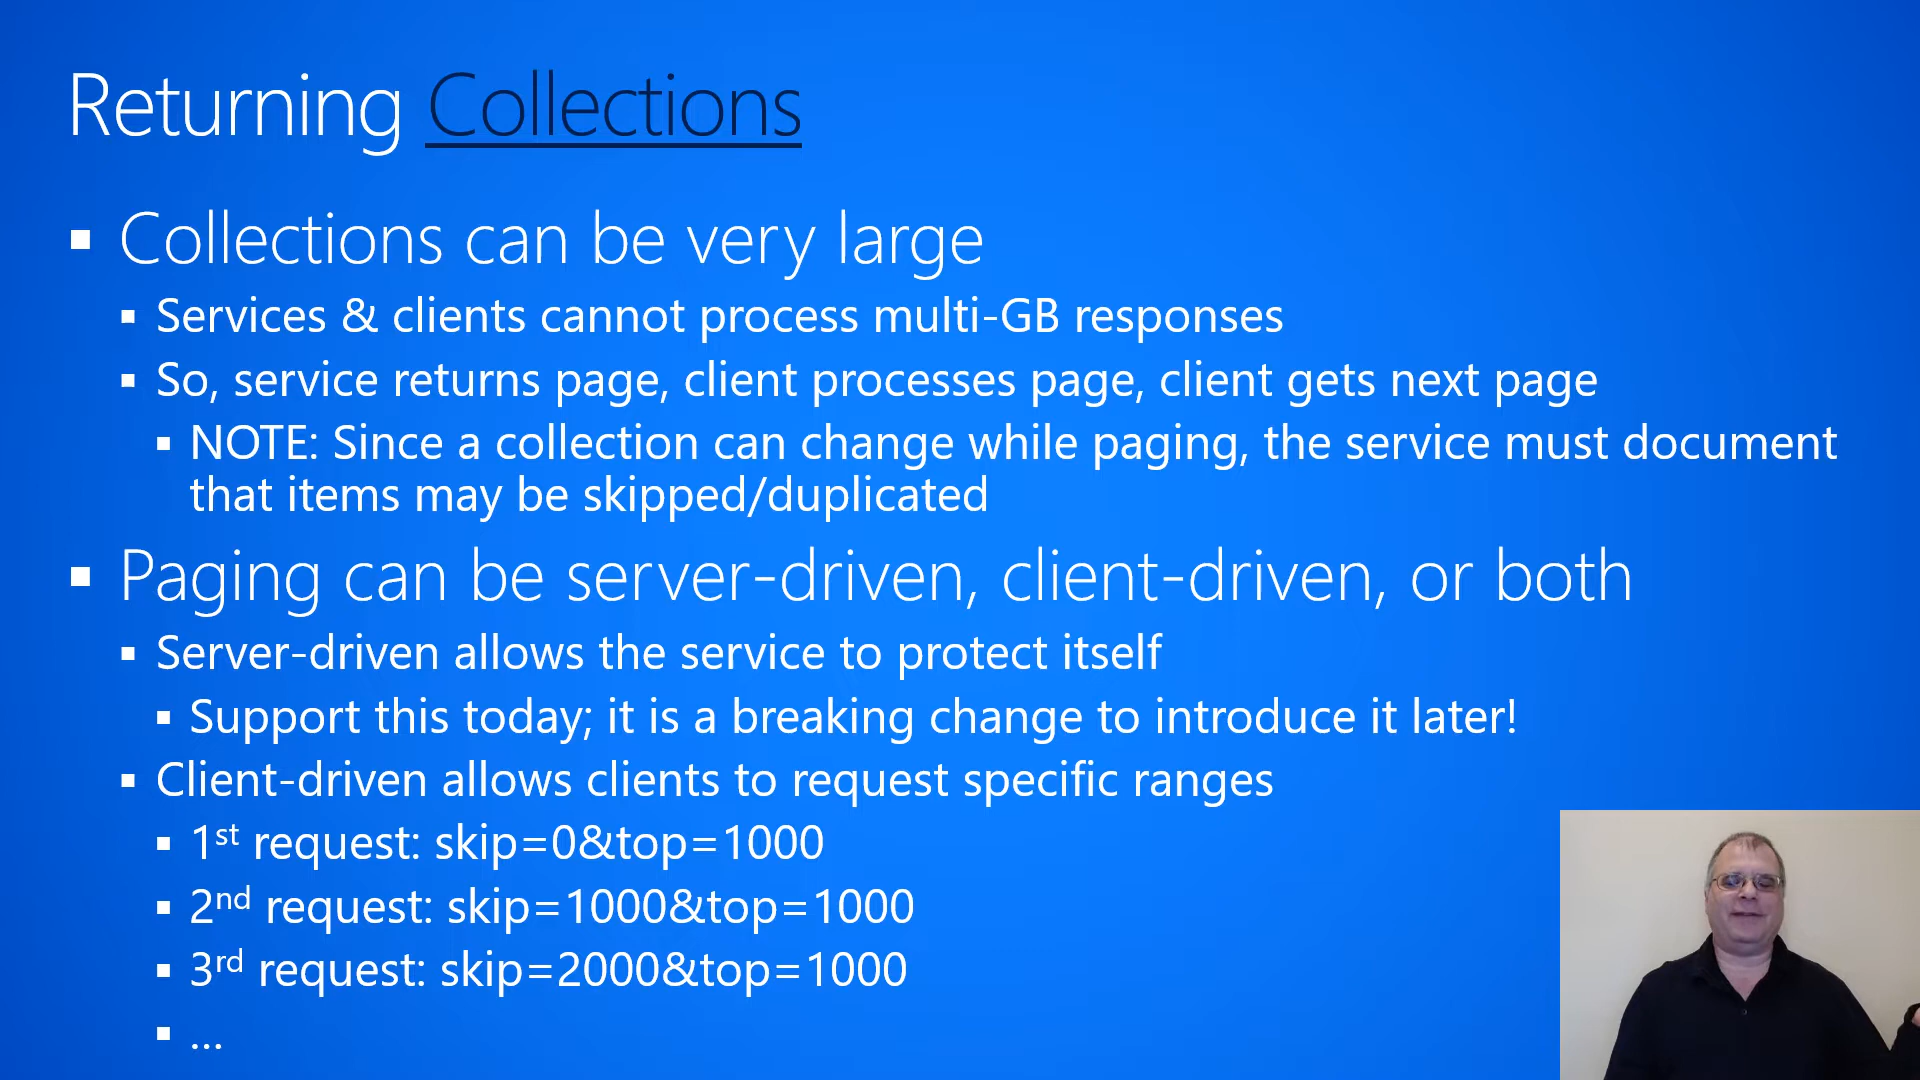 Returning Collections
▪ Collections can be very large
▪ Services & clients cannot process multi-GB responses
▪ So, service returns page, client processes page, client gets next page
▪ NOTE: Since a collection can change while paging, the service must document
that items may be skipped/duplicated
▪ Paging can be server-driven, client-driven, or both
▪ Server-driven allows the service to protect itself
▪ Support this today; it is a breaking change to introduce it later!
▪ Client-driven allows clients to request specific ranges
▪ 1st request: skip=0&top=1000
▪ 2nd request: skip=1000&top=1000
▪ 3rd request: skip=2000&top=1000
▪ ...